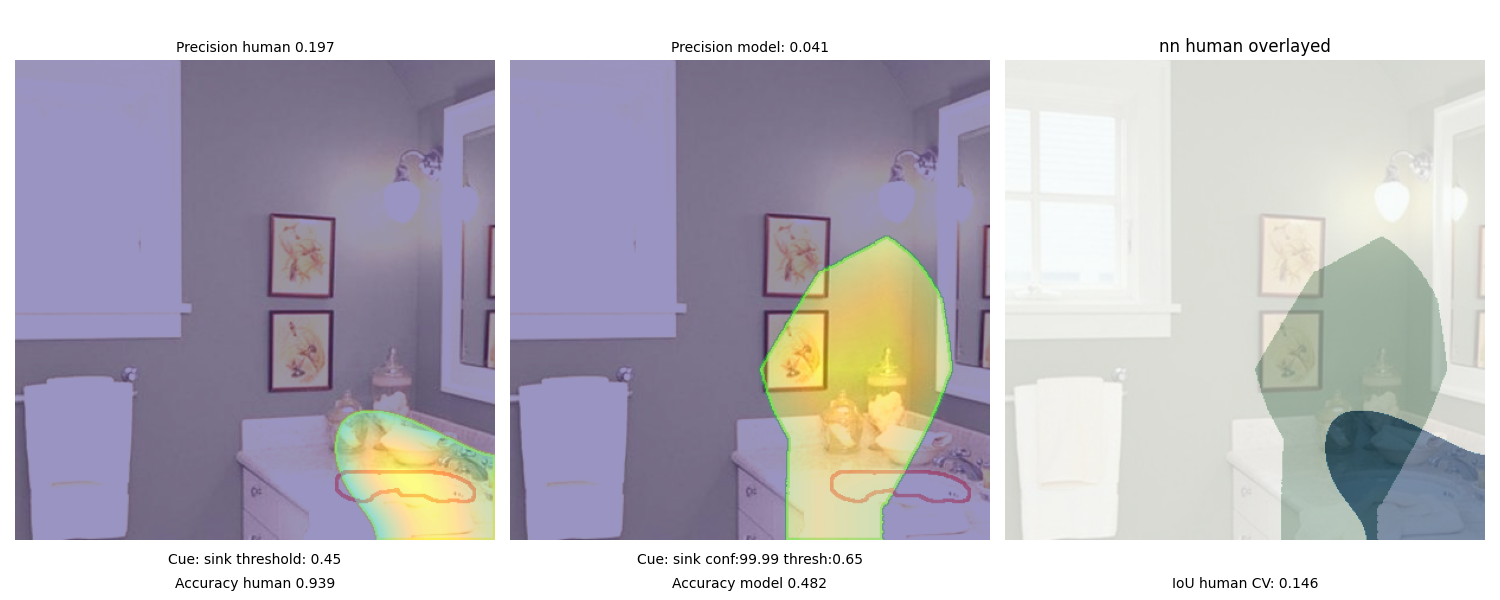 Precision human 0.197
Precision model: 0.041
nn human overlayed
Cue: sink threshold: 0.45
Cue: sink conf:99.99 thresh:0.65
Accuracy human 0.939
Accuracy model 0.482
IoU human CV: 0.146